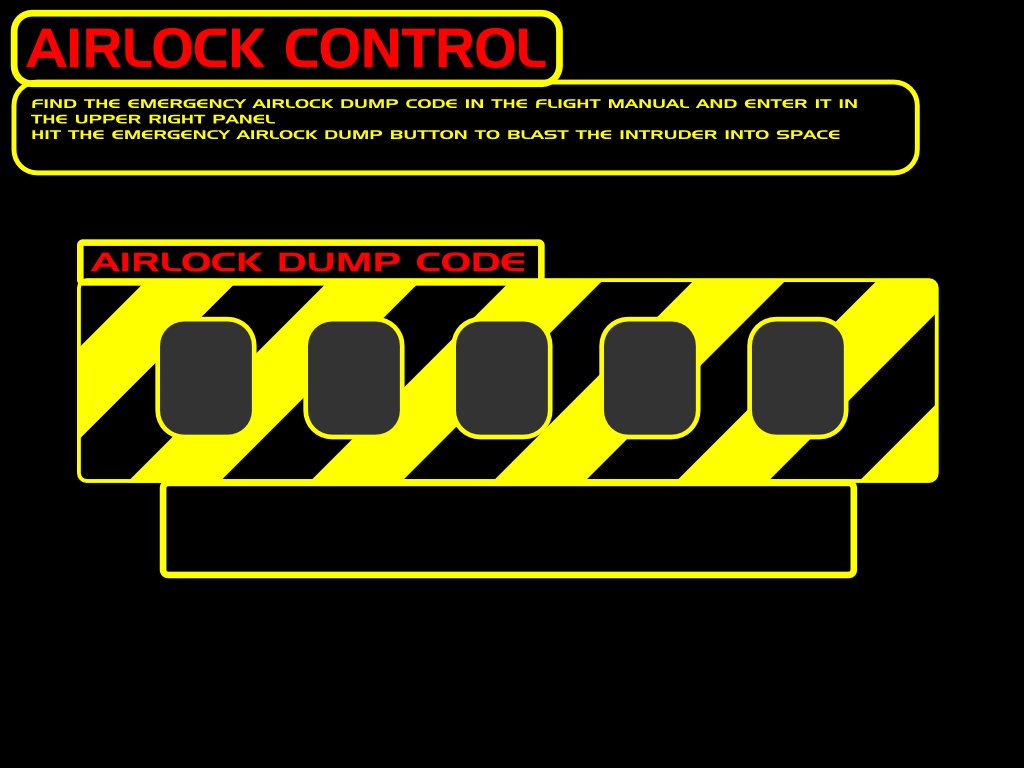 AIRLOCK CONTROL
FIND THE EMERGENCY AIRLOCK DUMP CODE IN THE FLIGHT MANUAL AND ENTER IT IN
THE UPPER RIGHT PANEL
HIT THE EMERGENCY AIRLOCK DUMP BUTTON TO BLAST THE INTRUDER INTO SPACE
AIRLOCK DUMP CODE